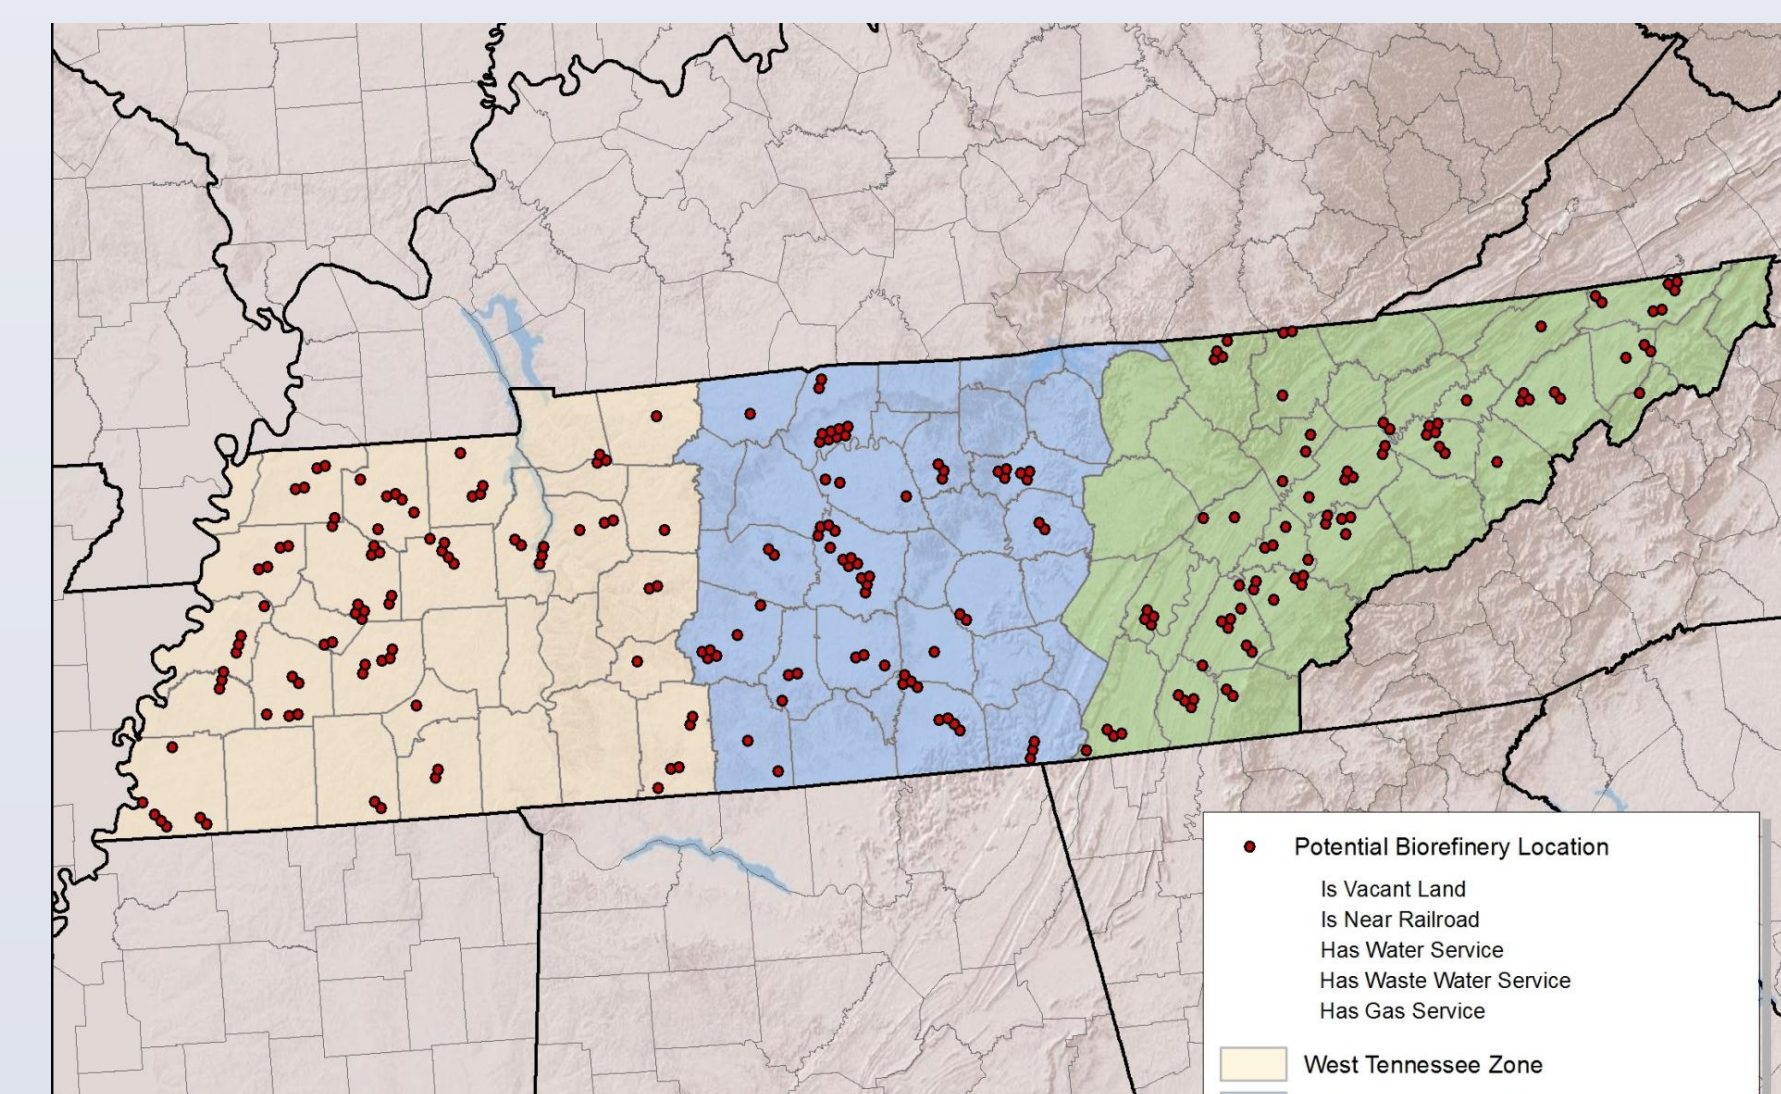 Potential Biorefinery Location
Is Vacant Land
Is Near Railroad
Has Water Service
Has Waste Water Service
Has Gas Service
West Tennessee Zone